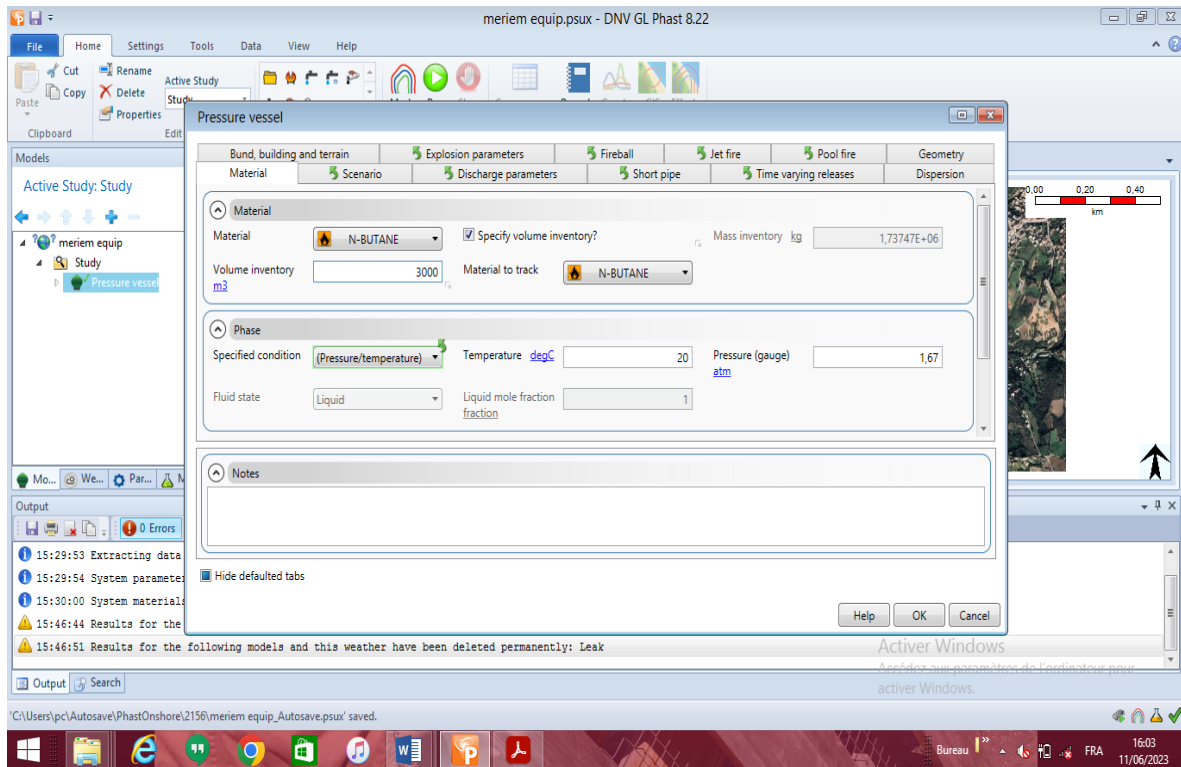 meriem equip.psux - DNV GL Phast 8.22
File Home Settings Tools Data View Help
Cut Rename Active Study
Paste Copy Delete Study
Properties
Clipboard Edit
Pressure vessel
Bund, building and terrain Explosion parameters Fireball Jet fire Pool fire Geometry
Material Scenario Discharge parameters Short pipe Time varying releases Dispersion
Material
Material N-BUTANE Specify volume inventory? Mass inventory kg 1,73747E+06
Volume inventory m3 3000 Material to track N-BUTANE
Phase
Specified condition (Pressure/temperature) Temperature degC 20 Pressure (gauge) atm 1,67
Fluid state Liquid Liquid mole fraction fraction 1
Notes
Hide defaulted tabs
Help OK Cancel
Models
Active Study: Study
meriem equip
Study
Pressure vessel
0,00 0,20 0,40
km
Mo... We... Par... M
Output
0 Errors
15:29:53 Extracting data
15:29:54 System parameter
15:30:00 System materials
15:46:44 Results for the
15:46:51 Results for the following models and this weather have been deleted permanently: Leak
Activer Windows
Accédez aux paramètres de l'ordinateur pour
activer Windows.
Output Search
'C:\Users\pc\Autosave\PhastOnshore\2156\meriem equip_Autosave.psux' saved.
Bureau FRA 16:03
11/06/2023